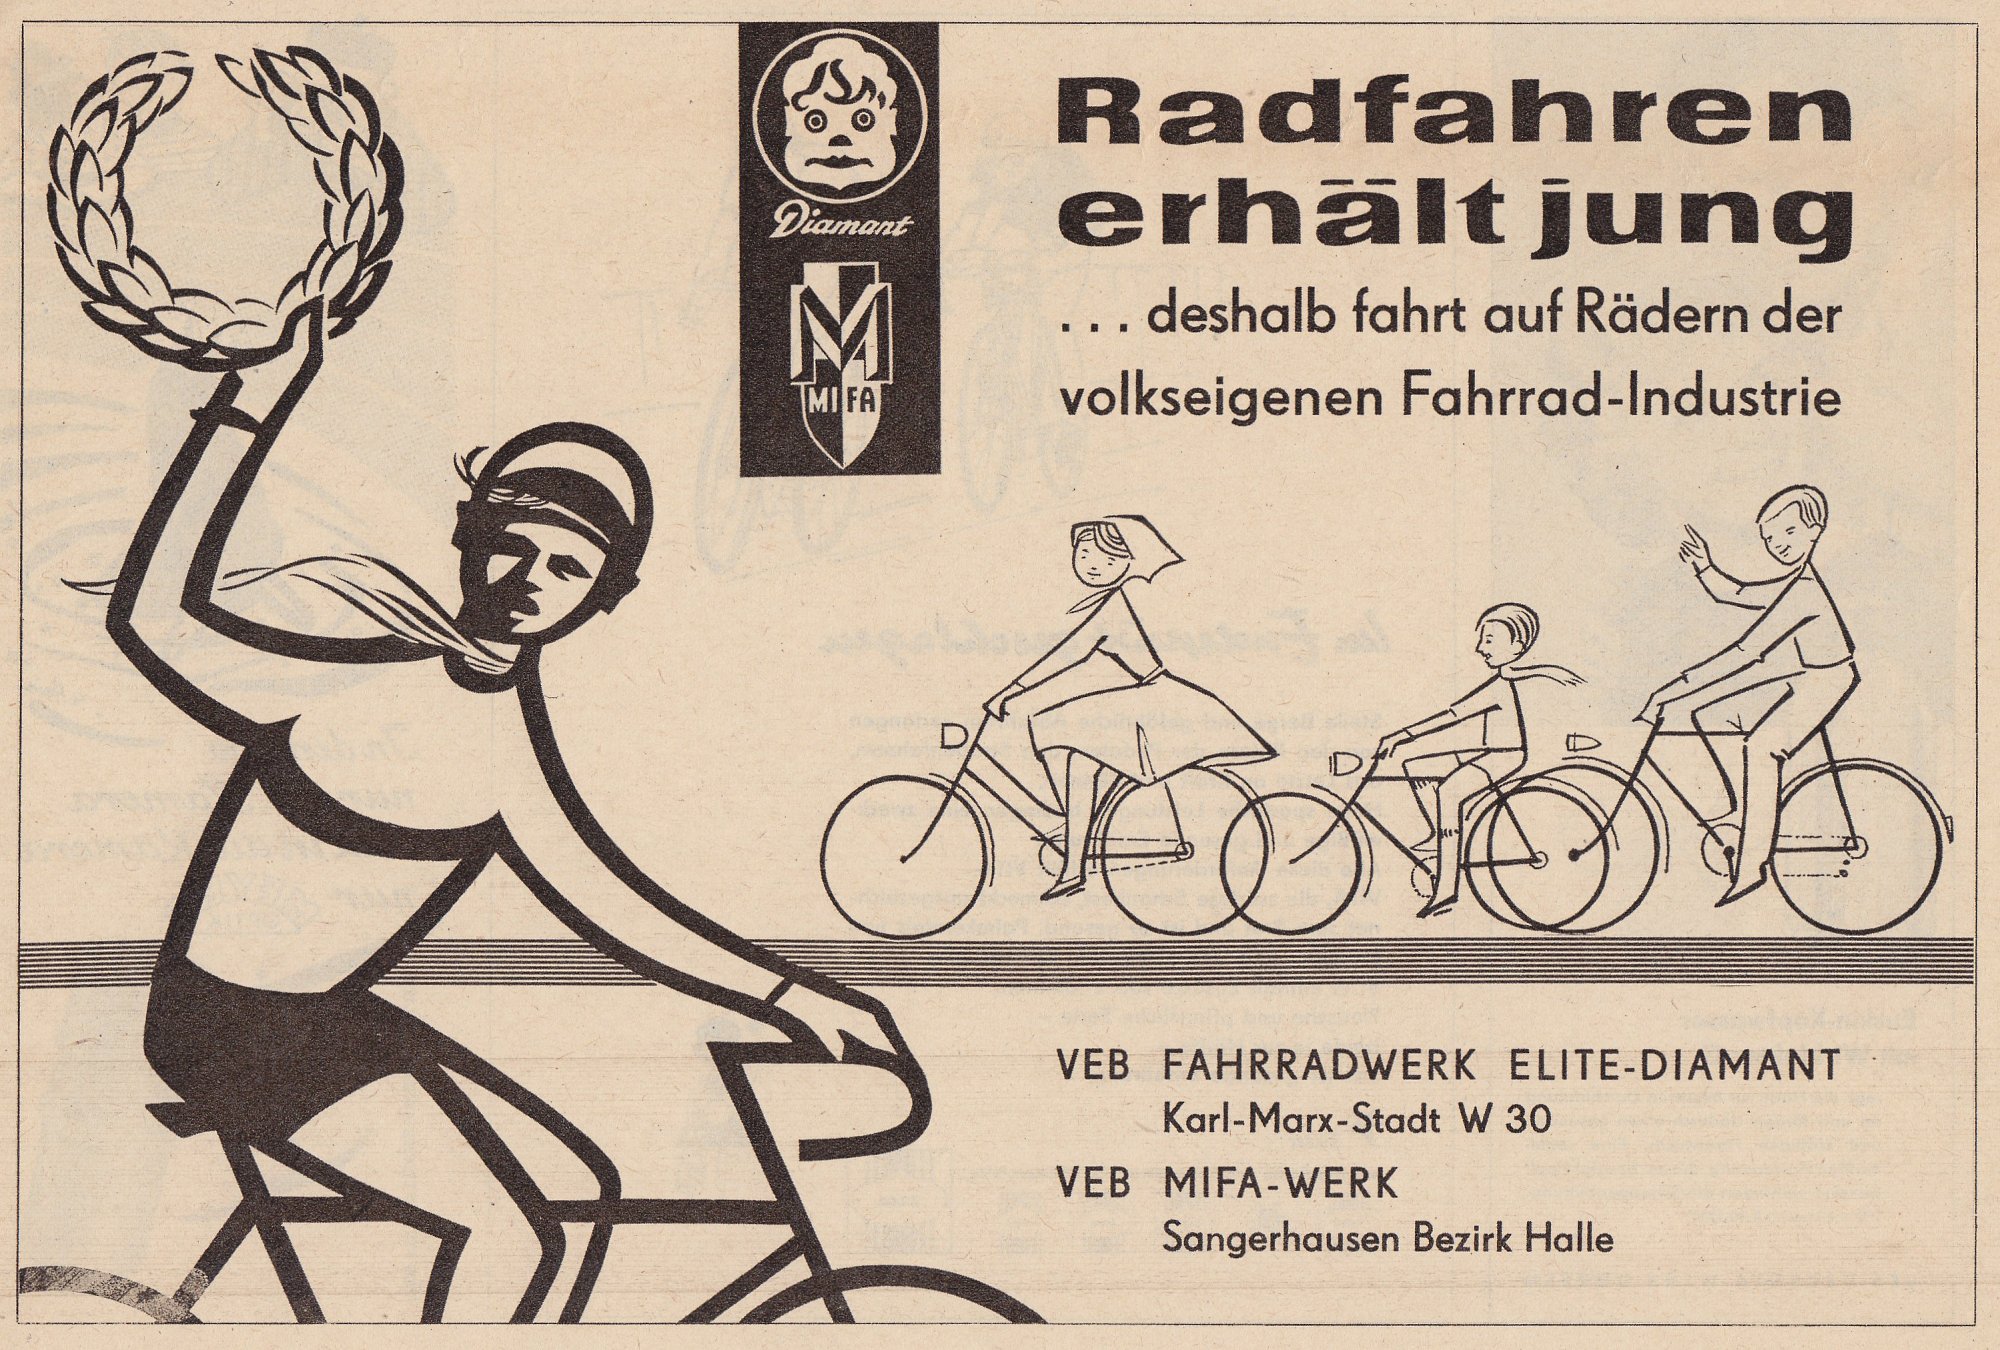 Diamant
M
MIFA
Radfahren
erhält jung
... deshalb fahrt auf Rädern der
volkseigenen Fahrrad-Industrie
VEB FAHRRADWERK ELITE-DIAMANT
Karl-Marx-Stadt W 30
VEB MIFA-WERK
Sangerhausen Bezirk Halle